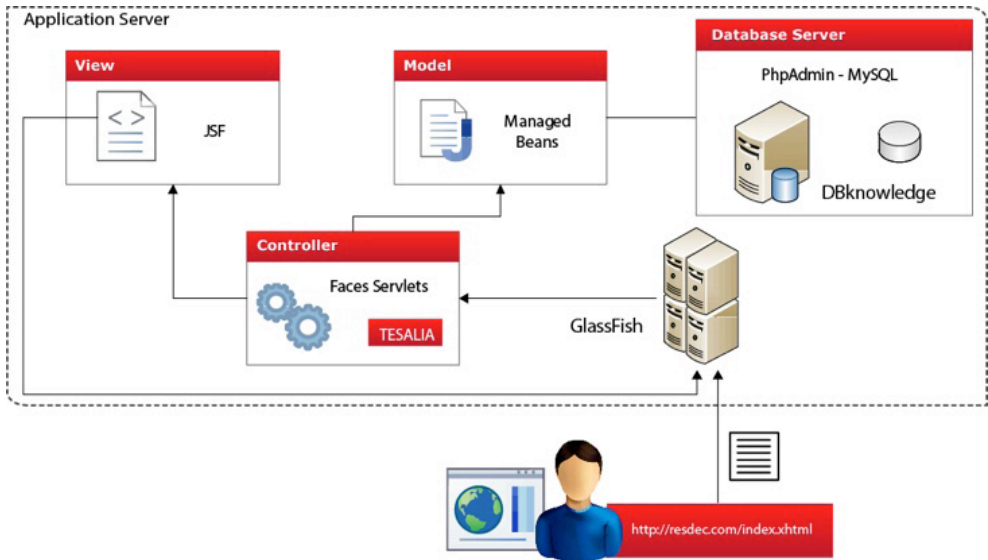 Application Server
View
JSF
Model
Managed
Beans
Database Server
PhpAdmin - MySQL
DBknowledge
Controller
Faces Servlets
TESALIA
GlassFish
http://resdec.com/index.xhtml